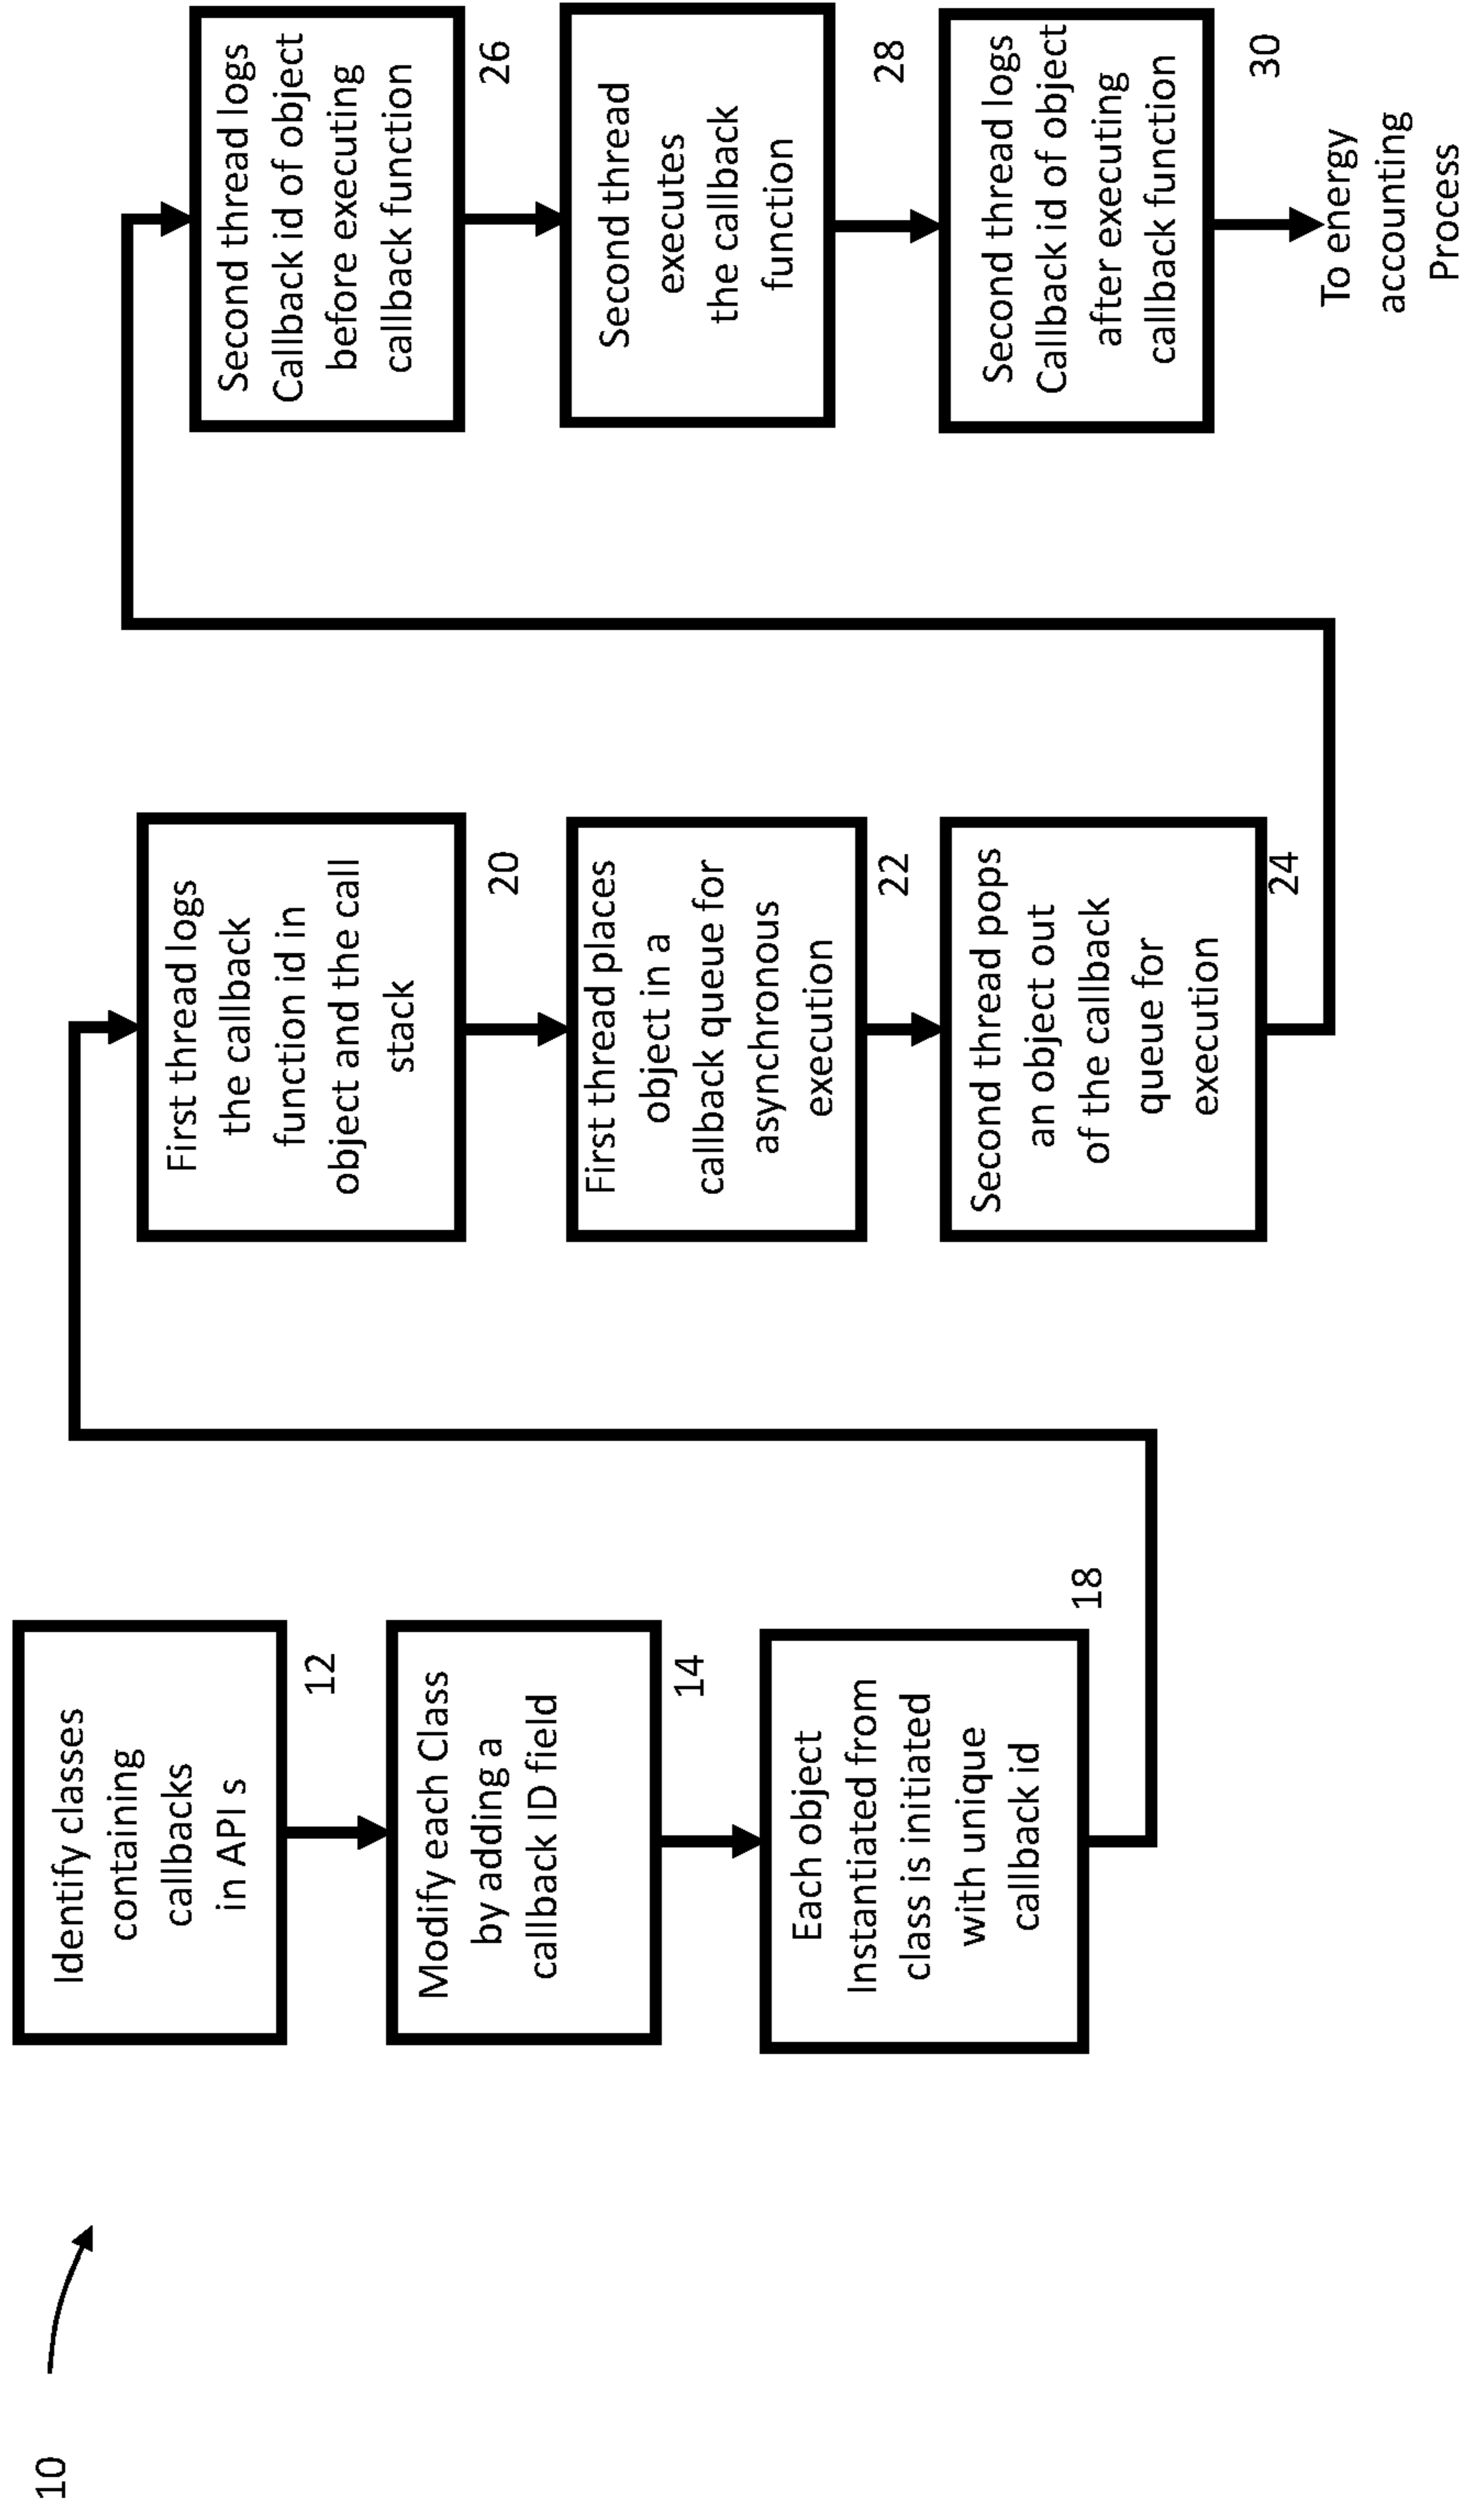 10
Identify classes
containing
callbacks
in API s
12
Modify each Class
by adding a
callback ID field
14
Each object
Instantiated from
class is initiated
with unique
callback id
18
First thread logs
the callback
function id in
object and the call
stack
20
First thread places
object in a
callback queue for
asynchronous
execution
22
Second thread pops
an object out
of the callback
queue for
execution
24
Second thread logs
Callback id of object
before executing
callback function
26
Second thread
executes
the callback
function
28
Second thread logs
Callback id of object
after executing
callback function
30
To energy
accounting
Process